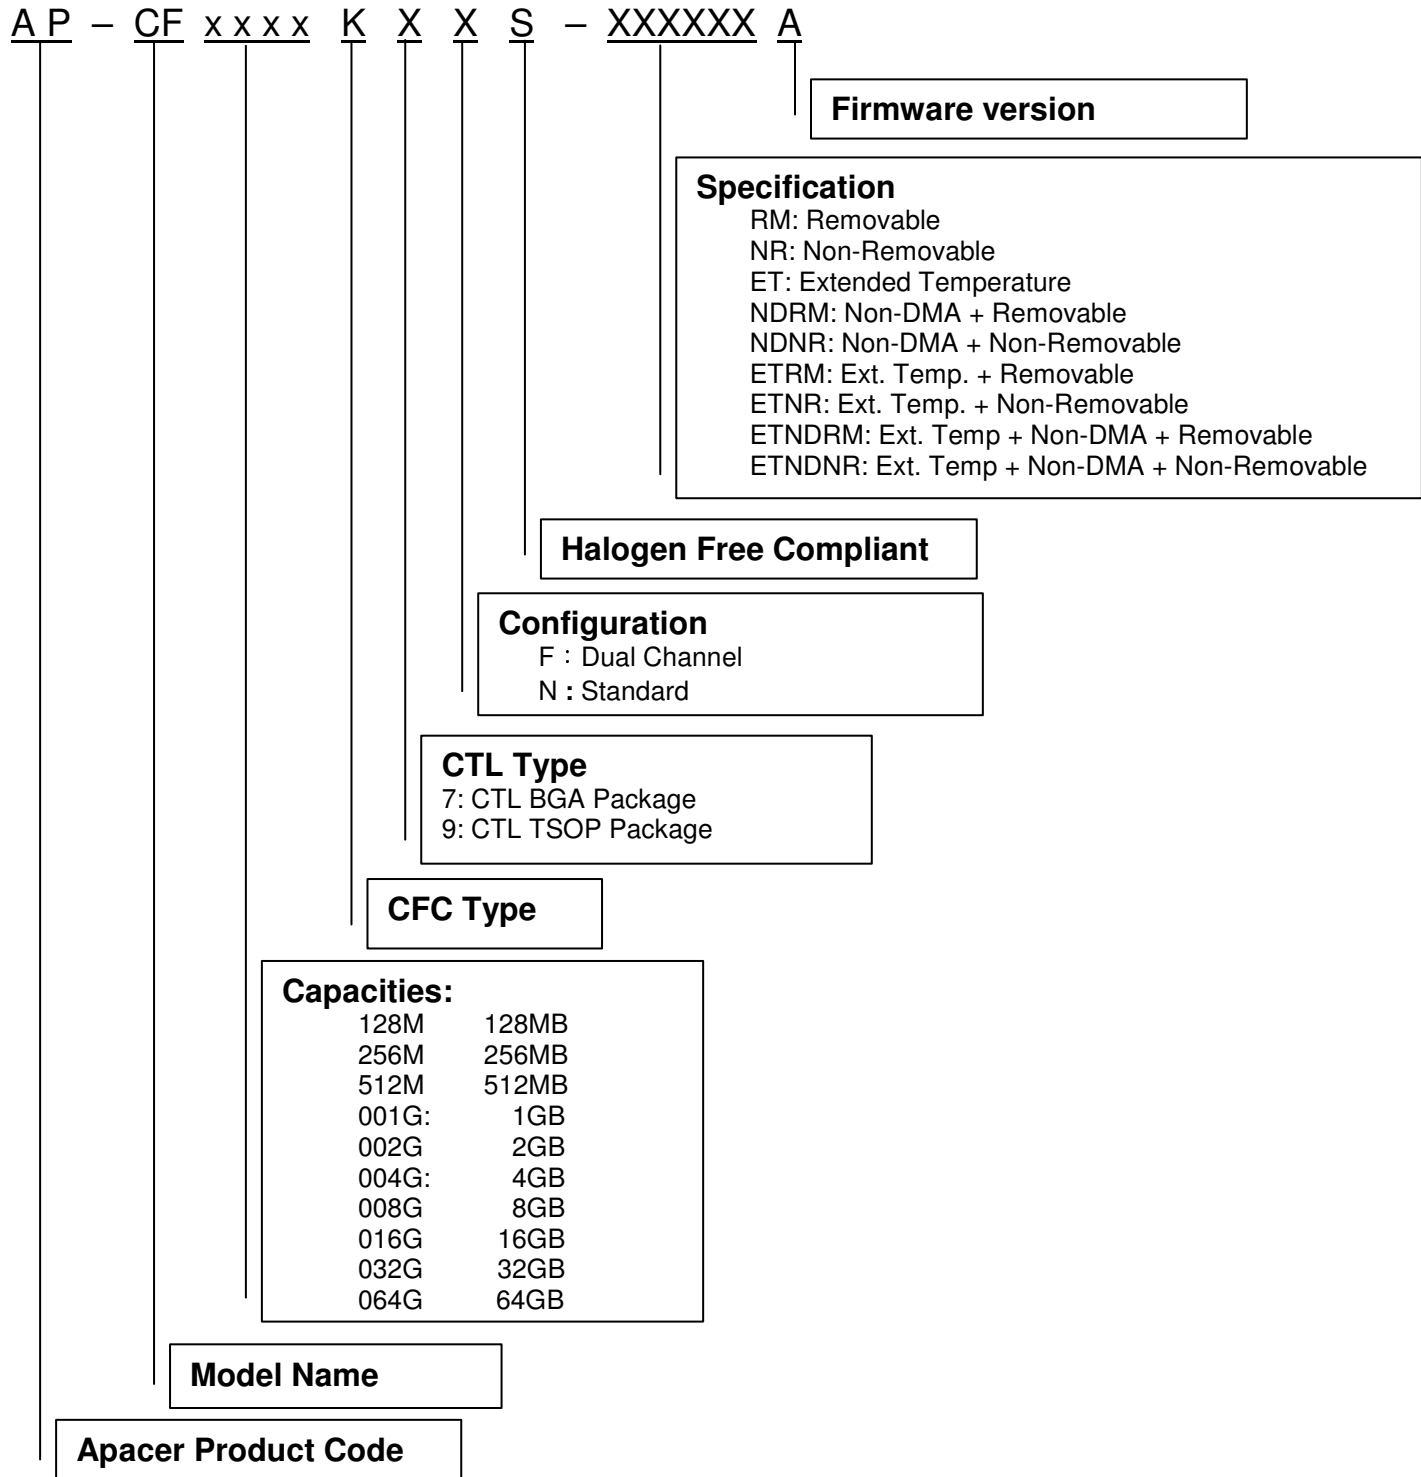 A P – CF x x x x K X X S – XXXXXX A
Firmware version
Specification
RM: Removable
NR: Non-Removable
ET: Extended Temperature
NDRM: Non-DMA + Removable
NDNR: Non-DMA + Non-Removable
ETRM: Ext. Temp. + Removable
ETNR: Ext. Temp. + Non-Removable
ETNDRM: Ext. Temp + Non-DMA + Removable
ETNDNR: Ext. Temp + Non-DMA + Non-Removable
Halogen Free Compliant
Configuration
F：Dual Channel
N : Standard
CTL Type
7: CTL BGA Package
9: CTL TSOP Package
CFC Type
Capacities:
128M 128MB
256M 256MB
512M 512MB
001G: 1GB
002G 2GB
004G: 4GB
008G 8GB
016G 16GB
032G 32GB
064G 64GB
Model Name
Apacer Product Code